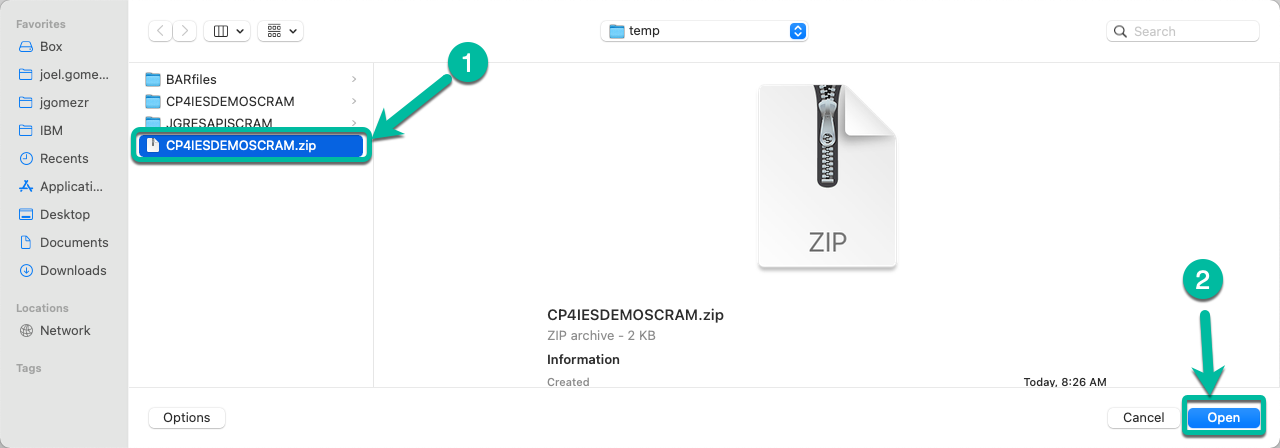 Favorites
Box
joel.gome...
jgomezr
IBM
Recents
Applicati...
Desktop
Documents
Downloads
Locations
Network
Tags
temp
Search
BARfiles
CP4IESDEMOSCRAM
JGRESAPISCRAM
CP4IESDEMOSCRAM.zip
1
ZIP
CP4IESDEMOSCRAM.zip
ZIP archive - 2 KB
Information
Created Today, 8:26 AM
2
Options
Cancel
Open